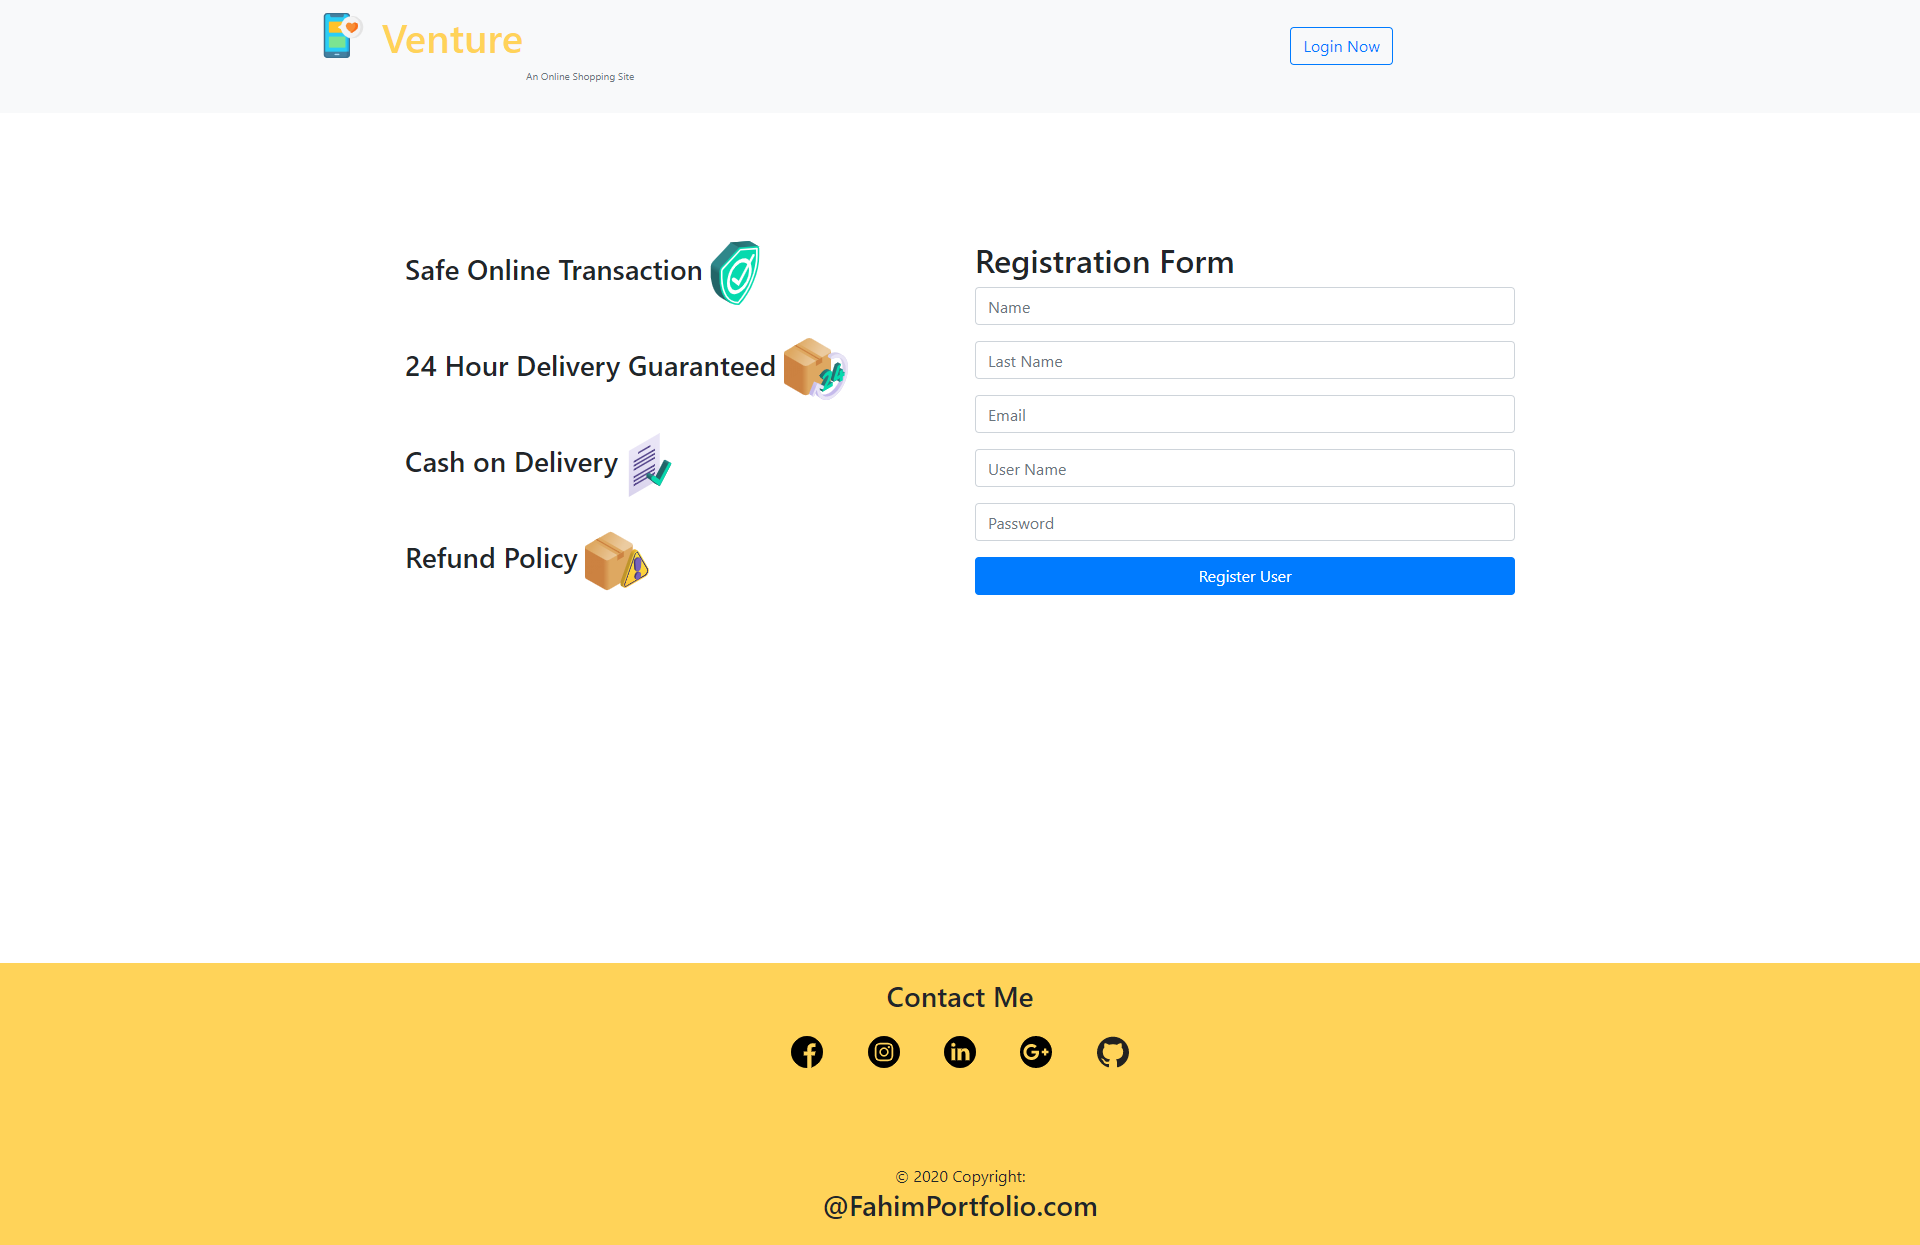 Venture
An Online Shopping Site
Login Now
Safe Online Transaction
24 Hour Delivery Guaranteed
24
Cash on Delivery
Refund Policy
Registration Form
Name
Last Name
Email
User Name
Password
Register User
Contact Me
© 2020 Copyright:
@FahimPortfolio.com